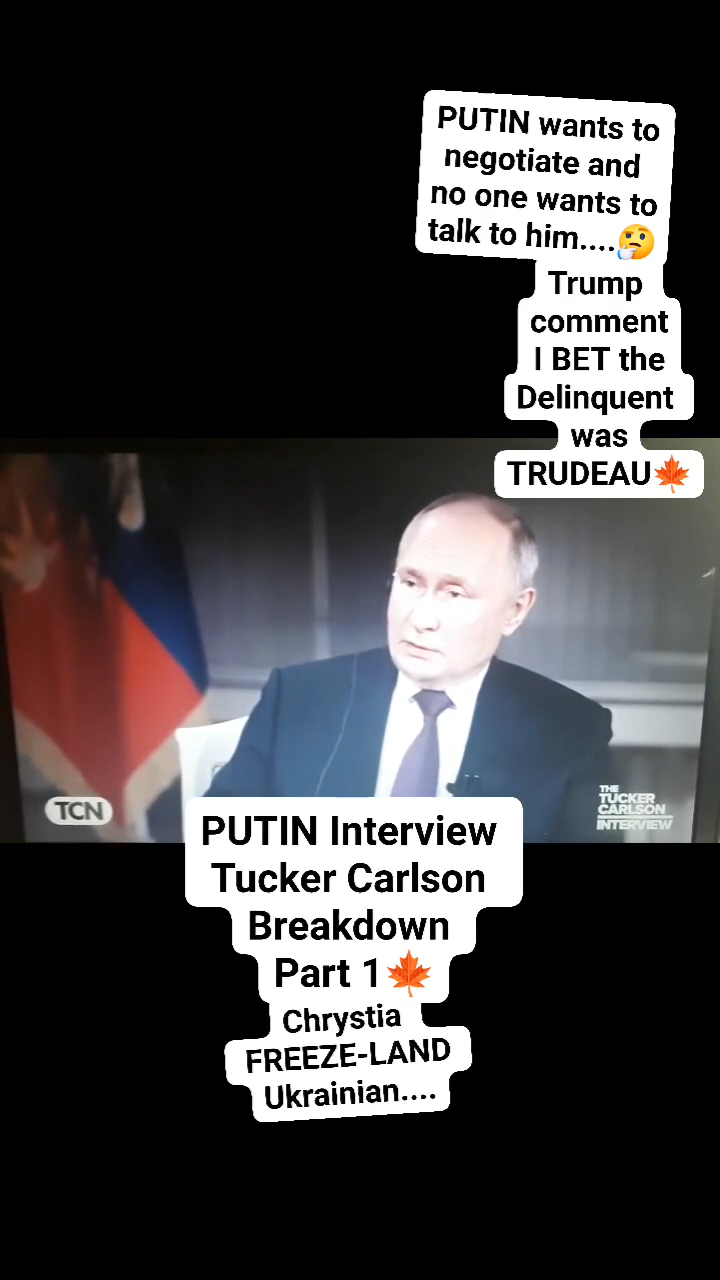 PUTIN wants to
negotiate and
no one wants to
talk to him....🤔
Trump
comment
I BET the
Delinquent
was
TRUDEAU🍁
TCN
THE
TUCKER
CARLSON
INTERVIEW
PUTIN Interview
Tucker Carlson
Breakdown
Part 1🍁
Chrystia
FREEZE-LAND
Ukrainian....